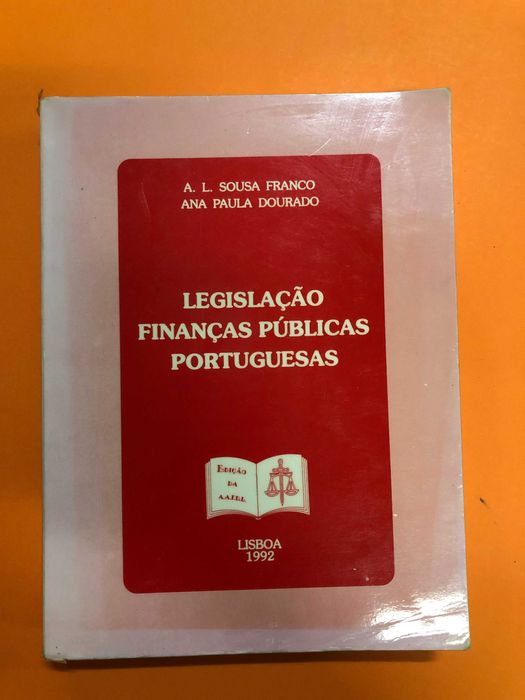 A. L. SOUSA FRANCO
ANA PAULA DOURADO
LEGISLAÇÃO
FINANÇAS PÚBLICAS
PORTUGUESAS
EDIÇÃO
DA
A.A.F.D.L.
LISBOA
1992